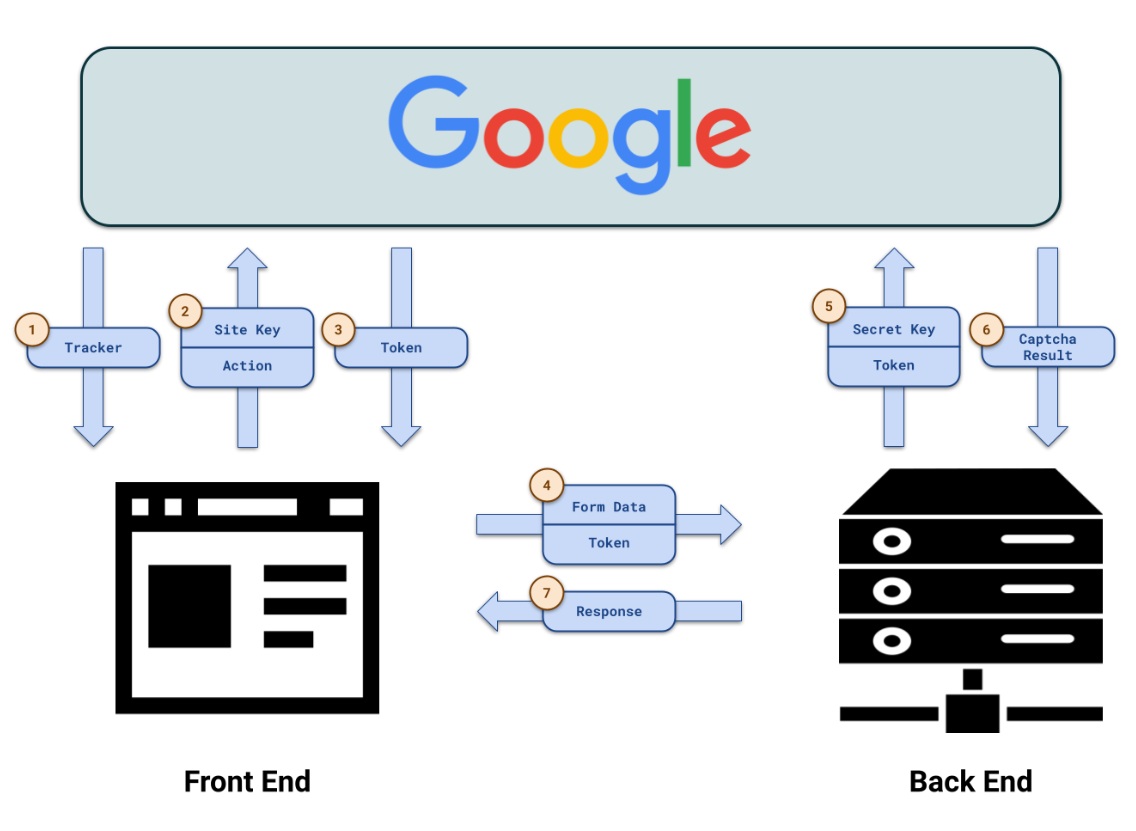 Google
1
Tracker
2
Site Key
Action
3
Token
4
Form Data
Token
5
Secret Key
Token
6
Captcha
Result
7
Response
Front End
Back End